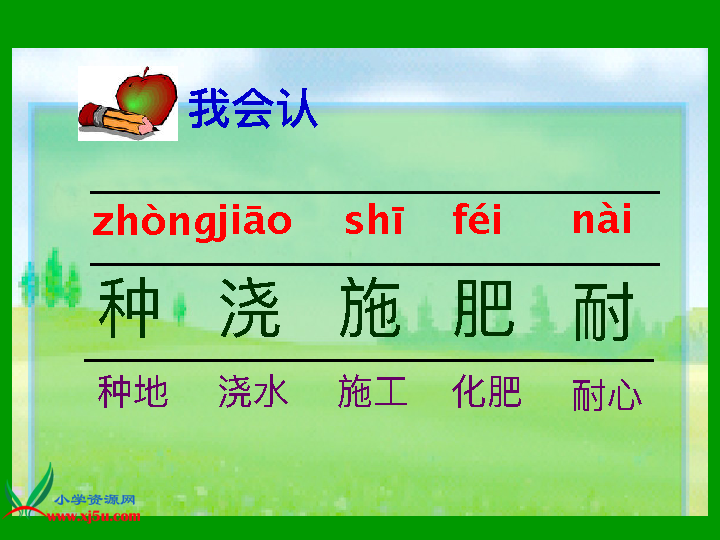 我会认
zhòngjiāo shī féi nài
种 浇 施 肥 耐
种地 浇水 施工 化肥 耐心
小学资源网
www.xj5u.com